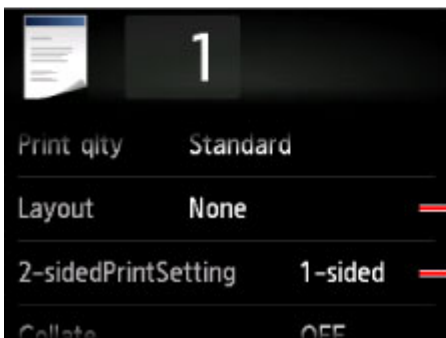 1
Print qlty Standard
Layout None
2-sidedPrintSetting 1-sided
Collate OFF